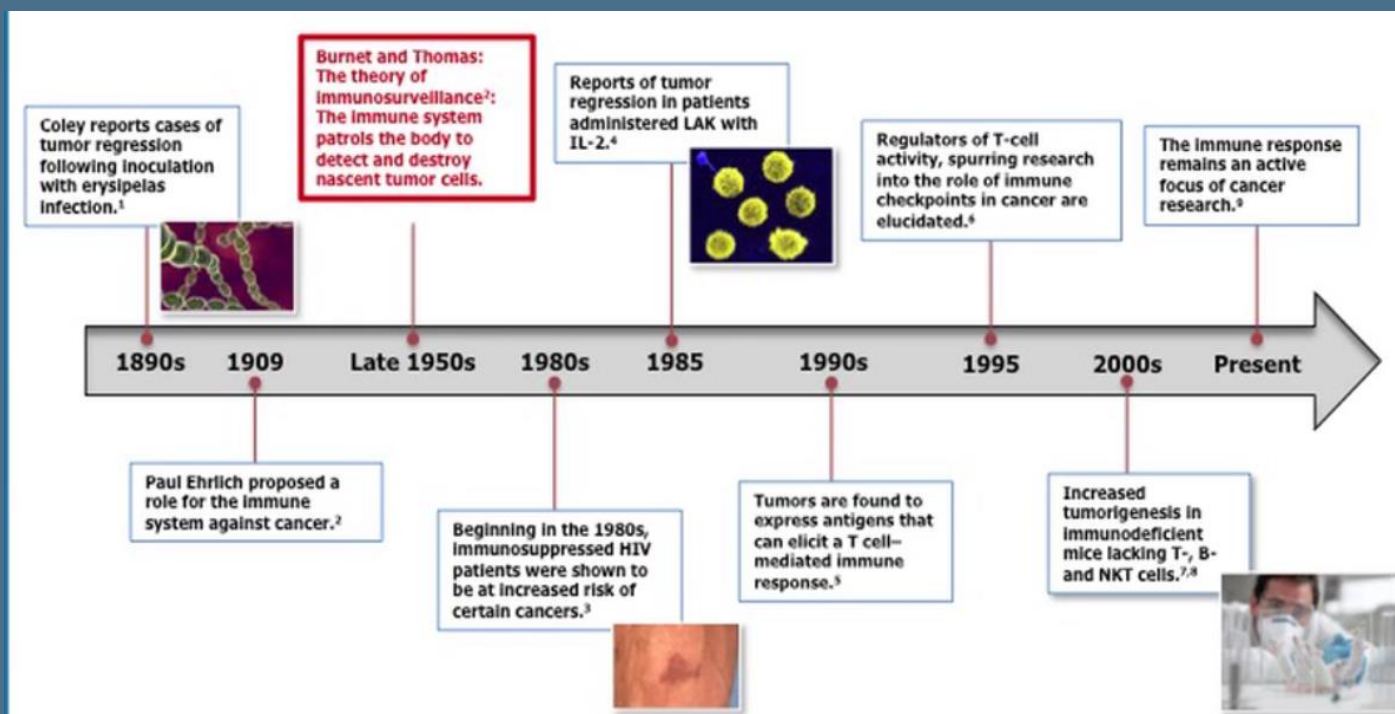 Coley reports cases of
tumor regression
following inoculation
with erysipelas
infection.¹
Burnet and Thomas:
The theory of
immunosurveillance²:
The immune system
patrols the body to
detect and destroy
nascent tumor cells.
Reports of tumor
regression in patients
administered LAK with
IL-2.⁴
Regulators of T-cell
activity, spurring research
into the role of immune
checkpoints in cancer are
elucidated.⁶
The immune response
remains an active
focus of cancer
research.⁹
1890s 1909 Late 1950s 1980s 1985 1990s 1995 2000s Present
Paul Ehrlich proposed a
role for the immune
system against cancer.²
Beginning in the 1980s,
immunosuppressed HIV
patients were shown to
be at increased risk of
certain cancers.³
Tumors are found to
express antigens that
can elicit a T cell–
mediated immune
response.⁵
Increased
tumorigenesis in
immunodeficient
mice lacking T-, B-
and NKT cells.⁷,⁸